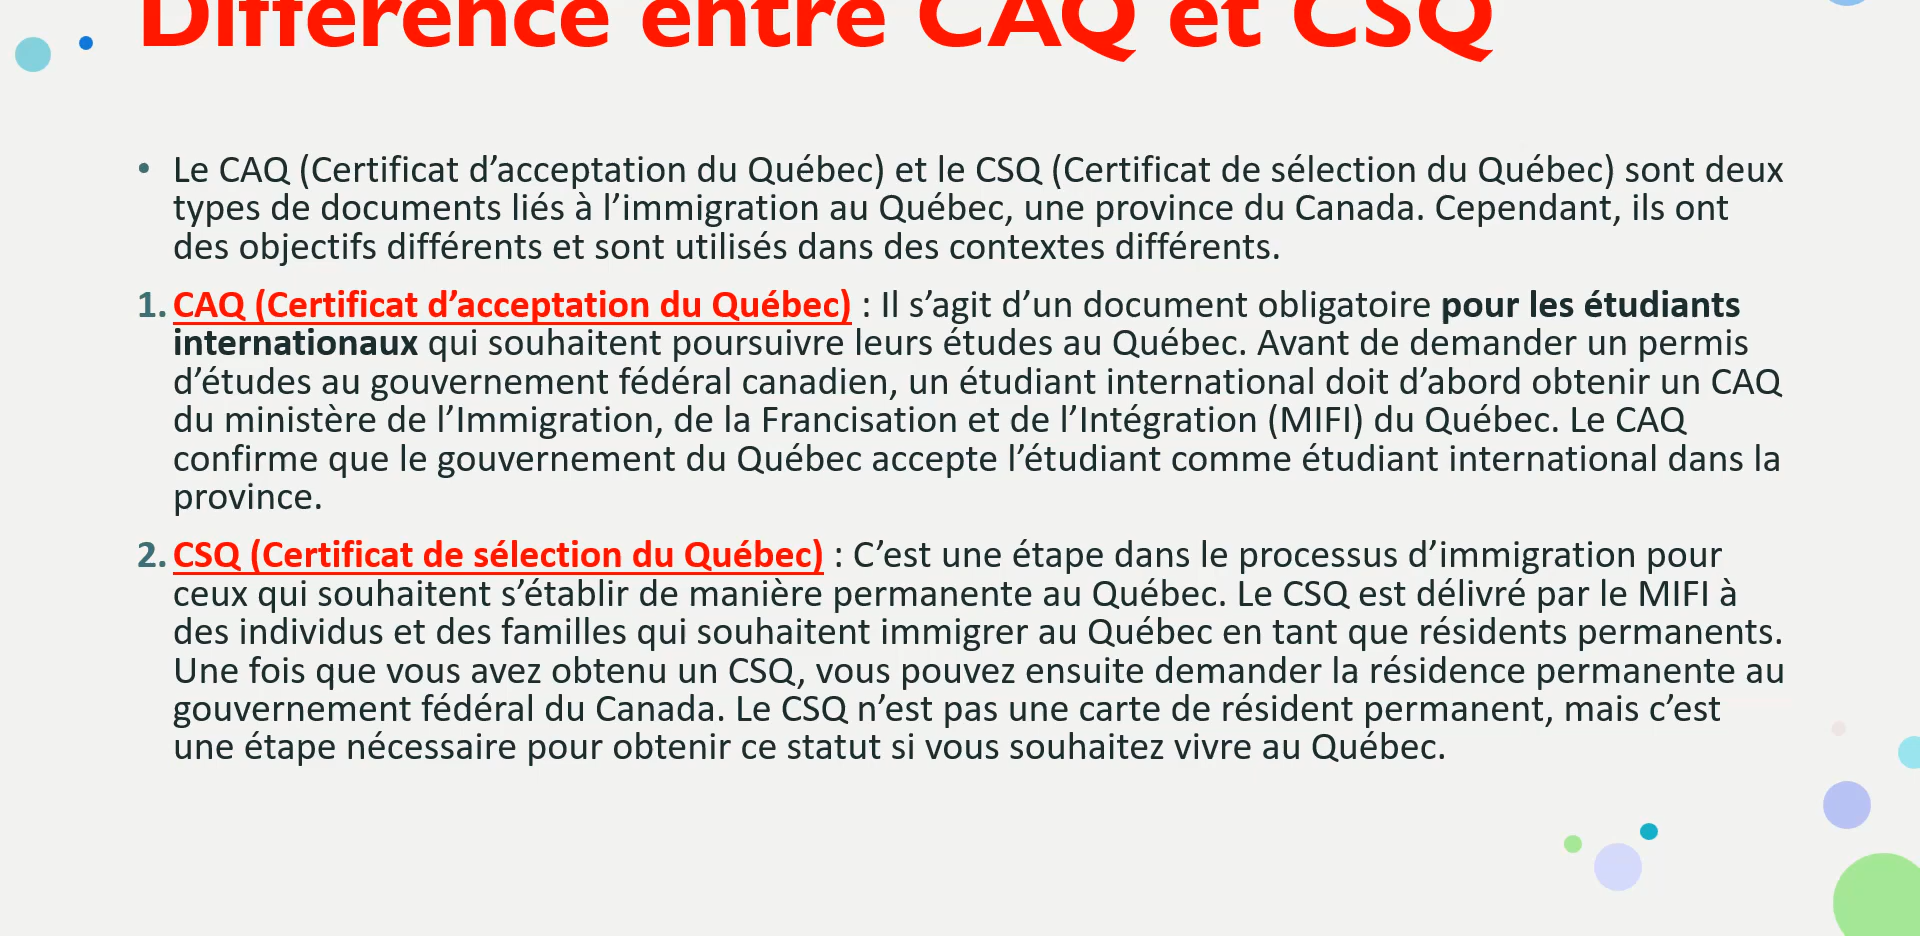 Différence entre CAQ et CSQ
• Le CAQ (Certificat d’acceptation du Québec) et le CSQ (Certificat de sélection du Québec) sont deux
types de documents liés à l’immigration au Québec, une province du Canada. Cependant, ils ont
des objectifs différents et sont utilisés dans des contextes différents.
1. CAQ (Certificat d’acceptation du Québec) : Il s’agit d’un document obligatoire pour les étudiants
internationaux qui souhaitent poursuivre leurs études au Québec. Avant de demander un permis
d’études au gouvernement fédéral canadien, un étudiant international doit d’abord obtenir un CAQ
du ministère de l’Immigration, de la Francisation et de l’Intégration (MIFI) du Québec. Le CAQ
confirme que le gouvernement du Québec accepte l’étudiant comme étudiant international dans la
province.
2. CSQ (Certificat de sélection du Québec) : C’est une étape dans le processus d’immigration pour
ceux qui souhaitent s’établir de manière permanente au Québec. Le CSQ est délivré par le MIFI à
des individus et des familles qui souhaitent immigrer au Québec en tant que résidents permanents.
Une fois que vous avez obtenu un CSQ, vous pouvez ensuite demander la résidence permanente au
gouvernement fédéral du Canada. Le CSQ n’est pas une carte de résident permanent, mais c’est
une étape nécessaire pour obtenir ce statut si vous souhaitez vivre au Québec.